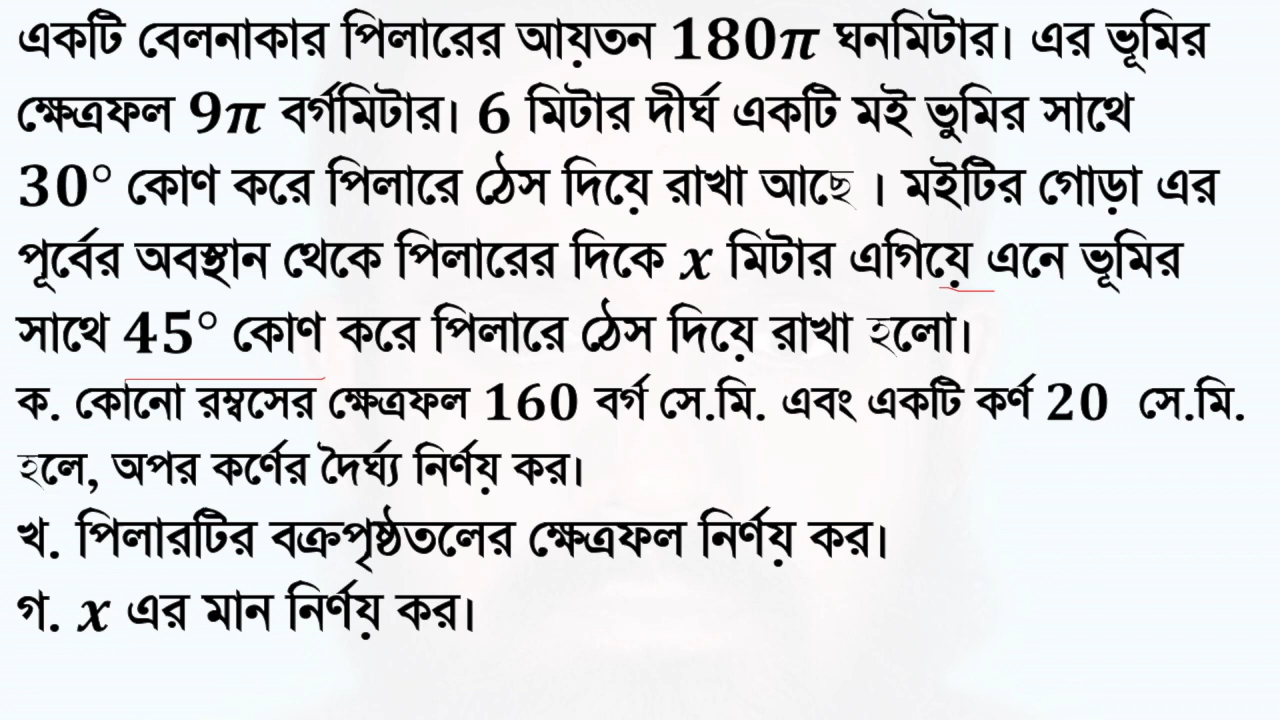 একটি বেলনাকার পিলারের আয়তন 180π ঘনমিটার। এর ভূমির
ক্ষেত্রফল 9π বর্গমিটার। 6 মিটার দীর্ঘ একটি মই ভুমির সাথে
30° কোণ করে পিলারে ঠেস দিয়ে রাখা আছে । মইটির গোড়া এর
পূর্বের অবস্থান থেকে পিলারের দিকে x মিটার এগিয়ে এনে ভূমির
সাথে 45° কোণ করে পিলারে ঠেস দিয়ে রাখা হলো।
ক. কোনো রম্বসের ক্ষেত্রফল 160 বর্গ সে.মি. এবং একটি কর্ণ 20 সে.মি.
হলে, অপর কর্ণের দৈর্ঘ্য নির্ণয় কর।
খ. পিলারটির বক্রপৃষ্ঠতলের ক্ষেত্রফল নির্ণয় কর।
গ. x এর মান নির্ণয় কর।